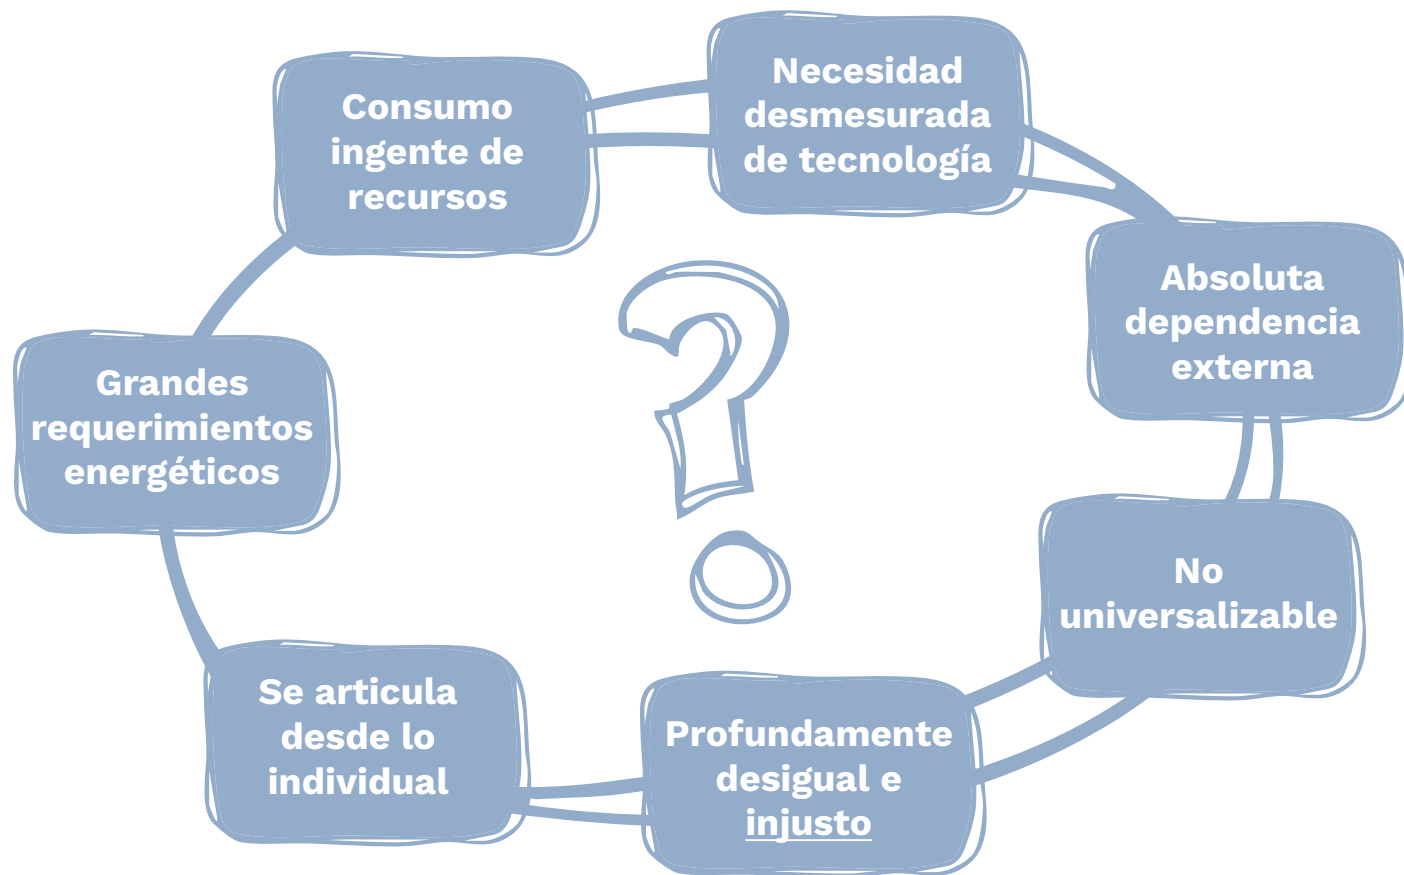 Consumo
ingente de
recursos
Necesidad
desmesurada
de tecnología
Absoluta
dependencia
externa
No
universalizable
Profundamente
desigual e
injusto
Se articula
desde lo
individual
Grandes
requerimientos
energéticos
?